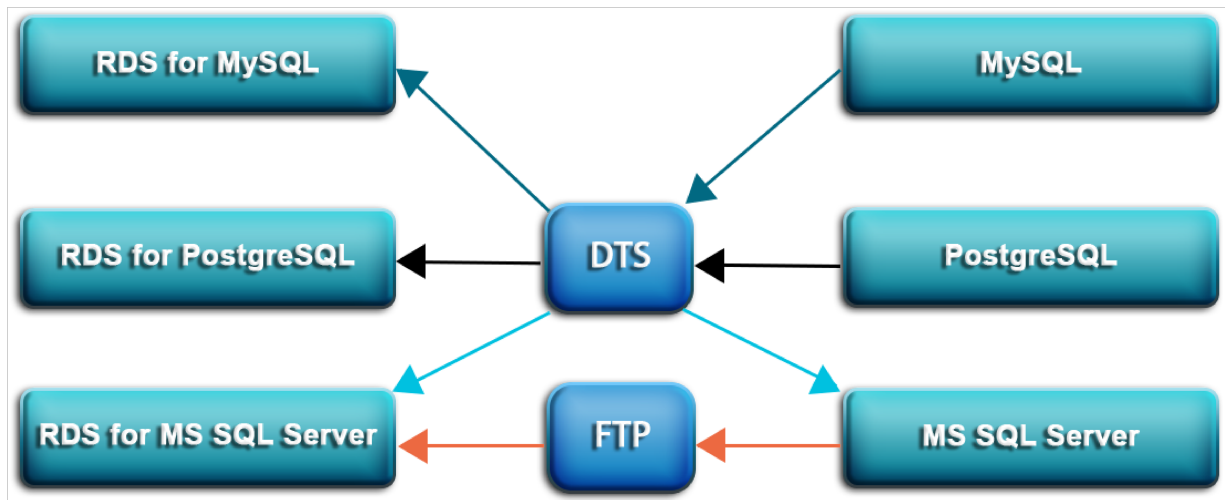 RDS for MySQL
MySQL
RDS for PostgreSQL
DTS
PostgreSQL
RDS for MS SQL Server
FTP
MS SQL Server